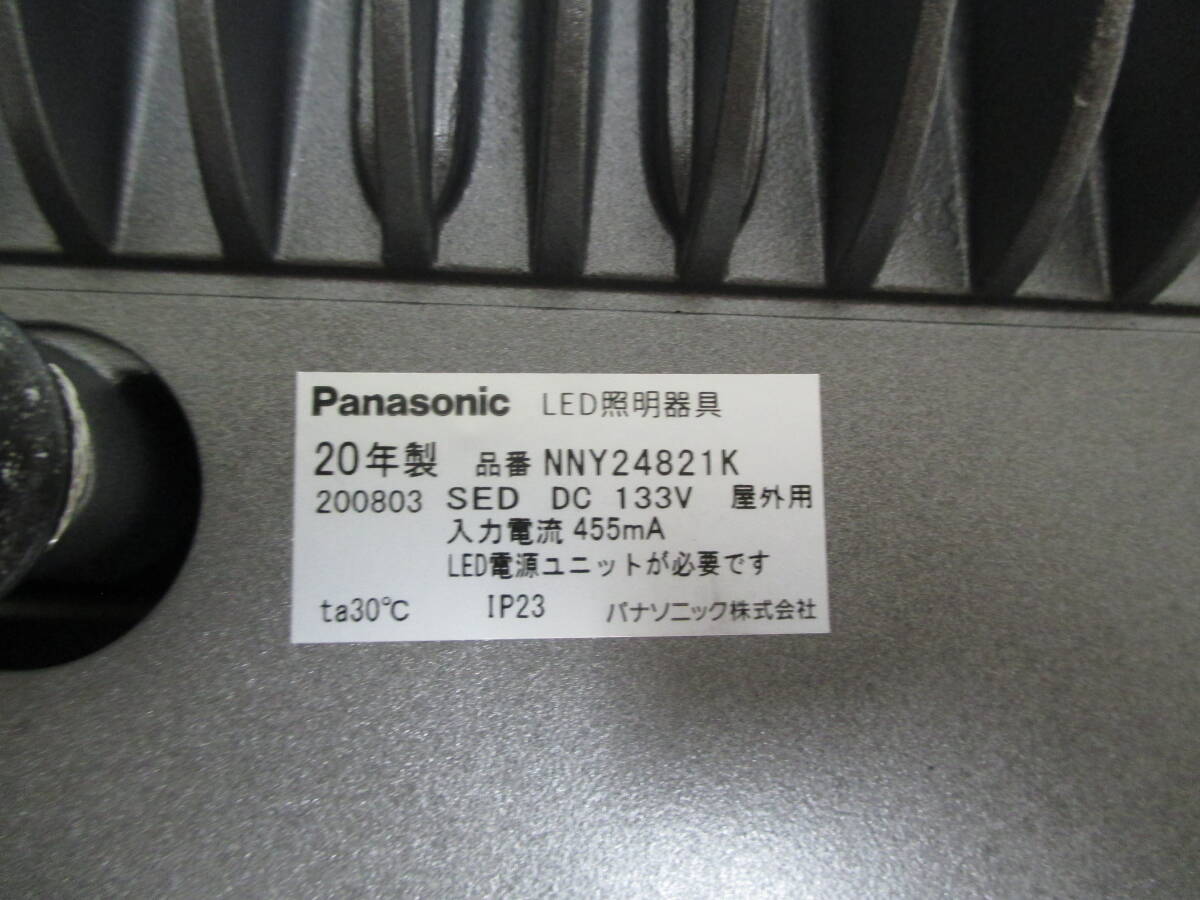 Panasonic LED照明器具
20年製 品番 NNY24821K
200803 SED DC 133V 屋外用
入力電流 455mA
LED電源ユニットが必要です
ta30℃ IP23 パナソニック株式会社